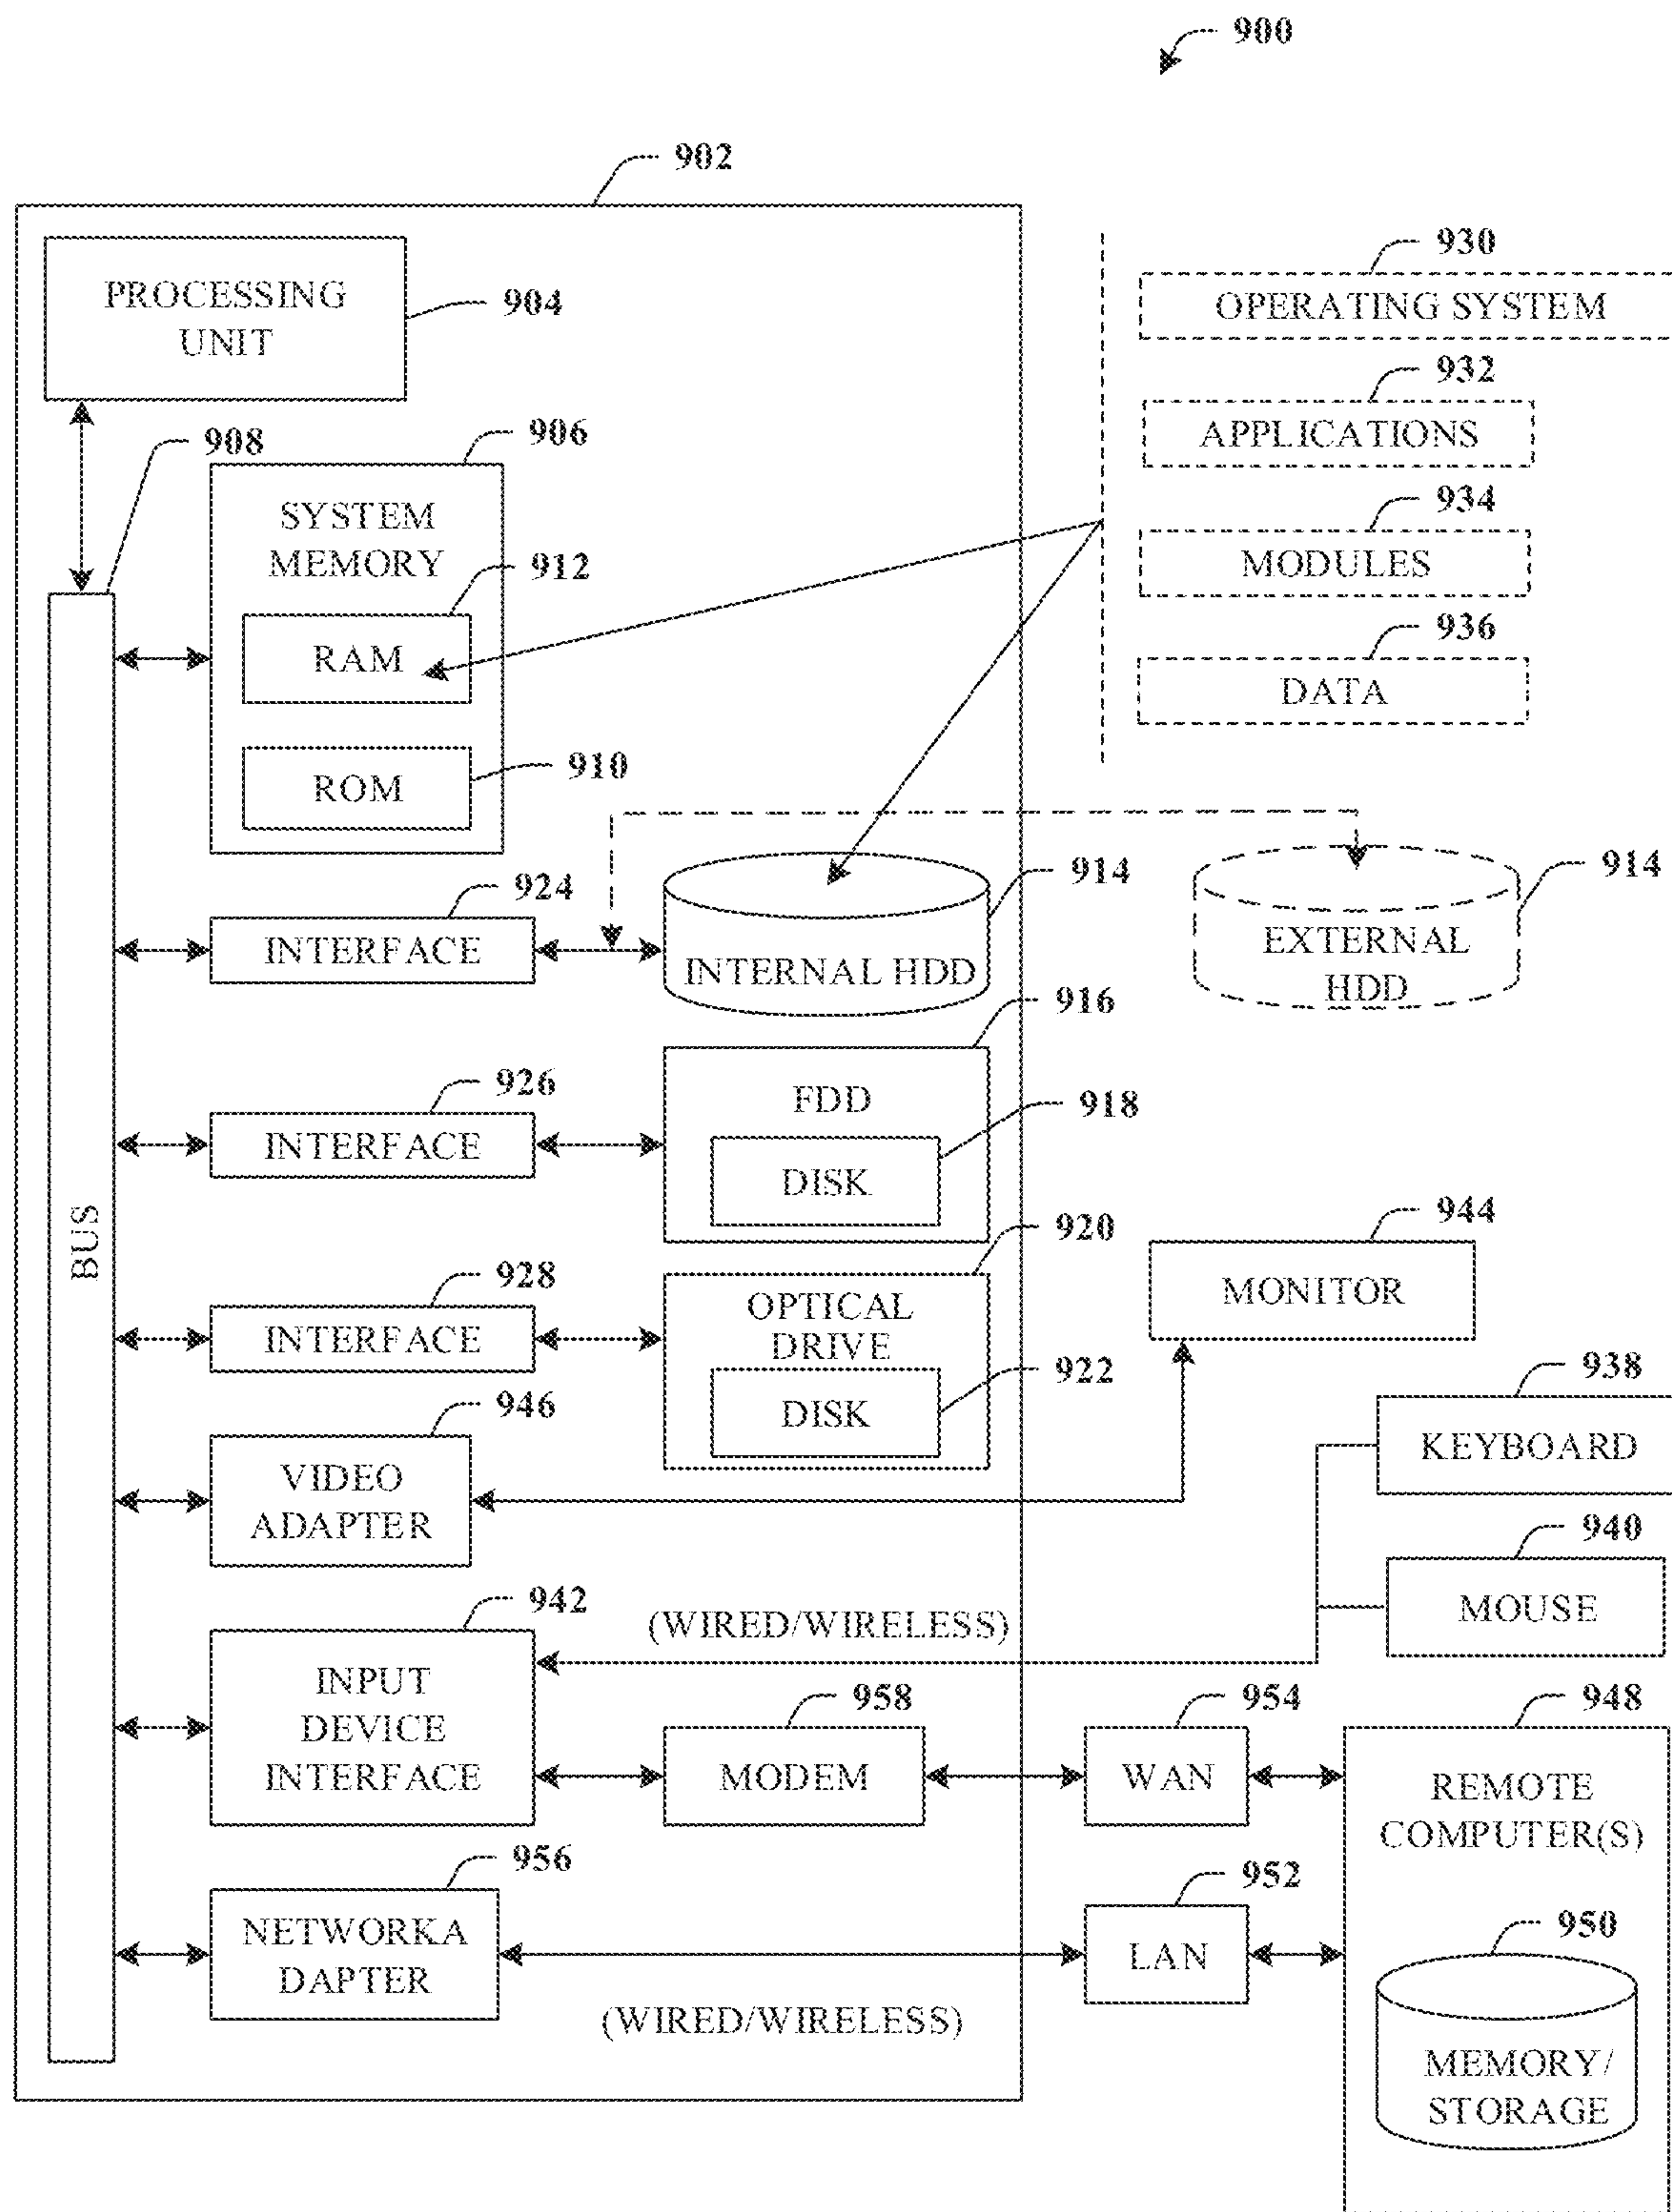 900
902
PROCESSING
UNIT
904
930
OPERATING SYSTEM
932
APPLICATIONS
934
MODULES
936
DATA
908
906
SYSTEM
MEMORY
912
RAM
ROM
910
BUS
924
INTERFACE
INTERNAL HDD
914
EXTERNAL
HDD
914
926
INTERFACE
916
FDD
918
DISK
928
INTERFACE
920
OPTICAL
DRIVE
922
DISK
944
MONITOR
946
VIDEO
ADAPTER
938
KEYBOARD
940
MOUSE
942
INPUT
DEVICE
INTERFACE
(WIRED/WIRELESS)
958
MODEM
954
WAN
948
REMOTE
COMPUTER(S)
956
NETWORKA
DAPTER
(WIRED/WIRELESS)
952
LAN
950
MEMORY/
STORAGE